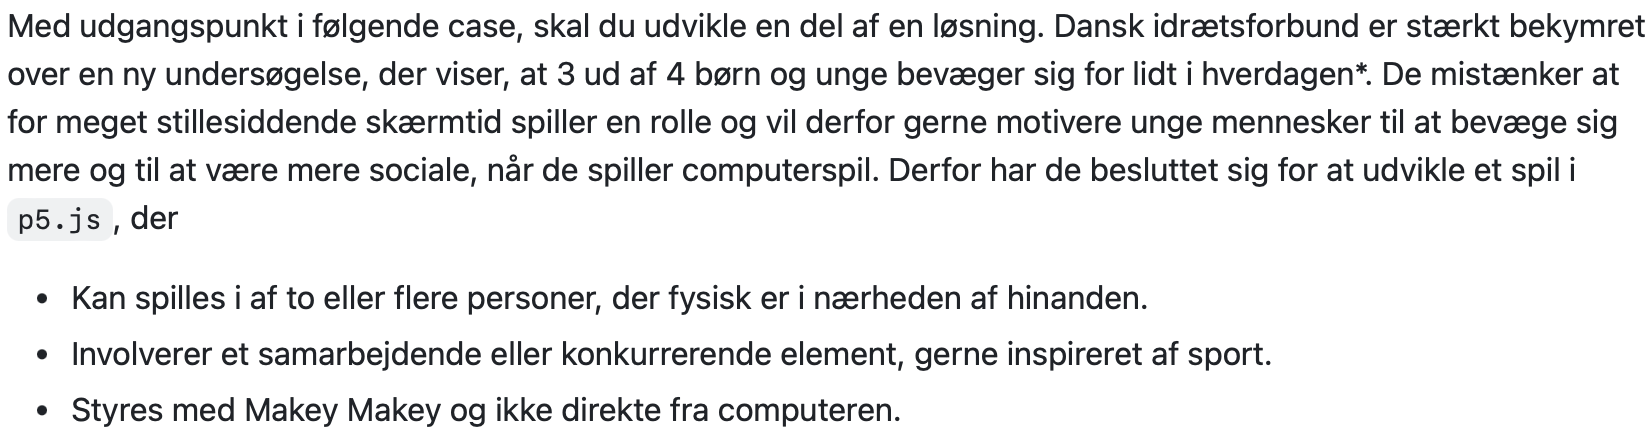 Med udgangspunkt i følgende case, skal du udvikle en del af en løsning. Dansk idrætsforbund er stærkt bekymret
over en ny undersøgelse, der viser, at 3 ud af 4 børn og unge bevæger sig for lidt i hverdagen*. De mistænker at
for meget stillesiddende skærmtid spiller en rolle og vil derfor gerne motivere unge mennesker til at bevæge sig
mere og til at være mere sociale, når de spiller computerspil. Derfor har de besluttet sig for at udvikle et spil i
p5.js, der
• Kan spilles i af to eller flere personer, der fysisk er i nærheden af hinanden.
• Involverer et samarbejdende eller konkurrerende element, gerne inspireret af sport.
• Styres med Makey Makey og ikke direkte fra computeren.